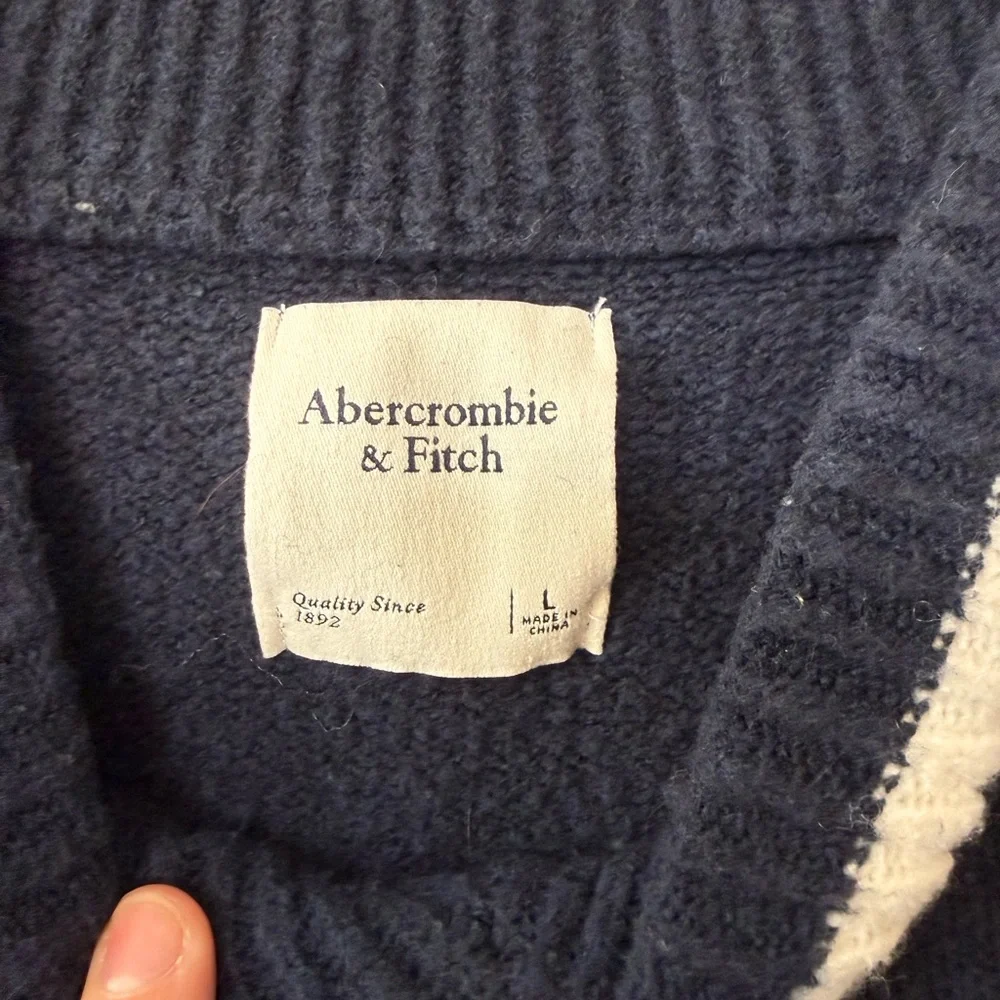 Abercrombie
& Fitch
Quality Since
1892
L
MADE IN
CHINA